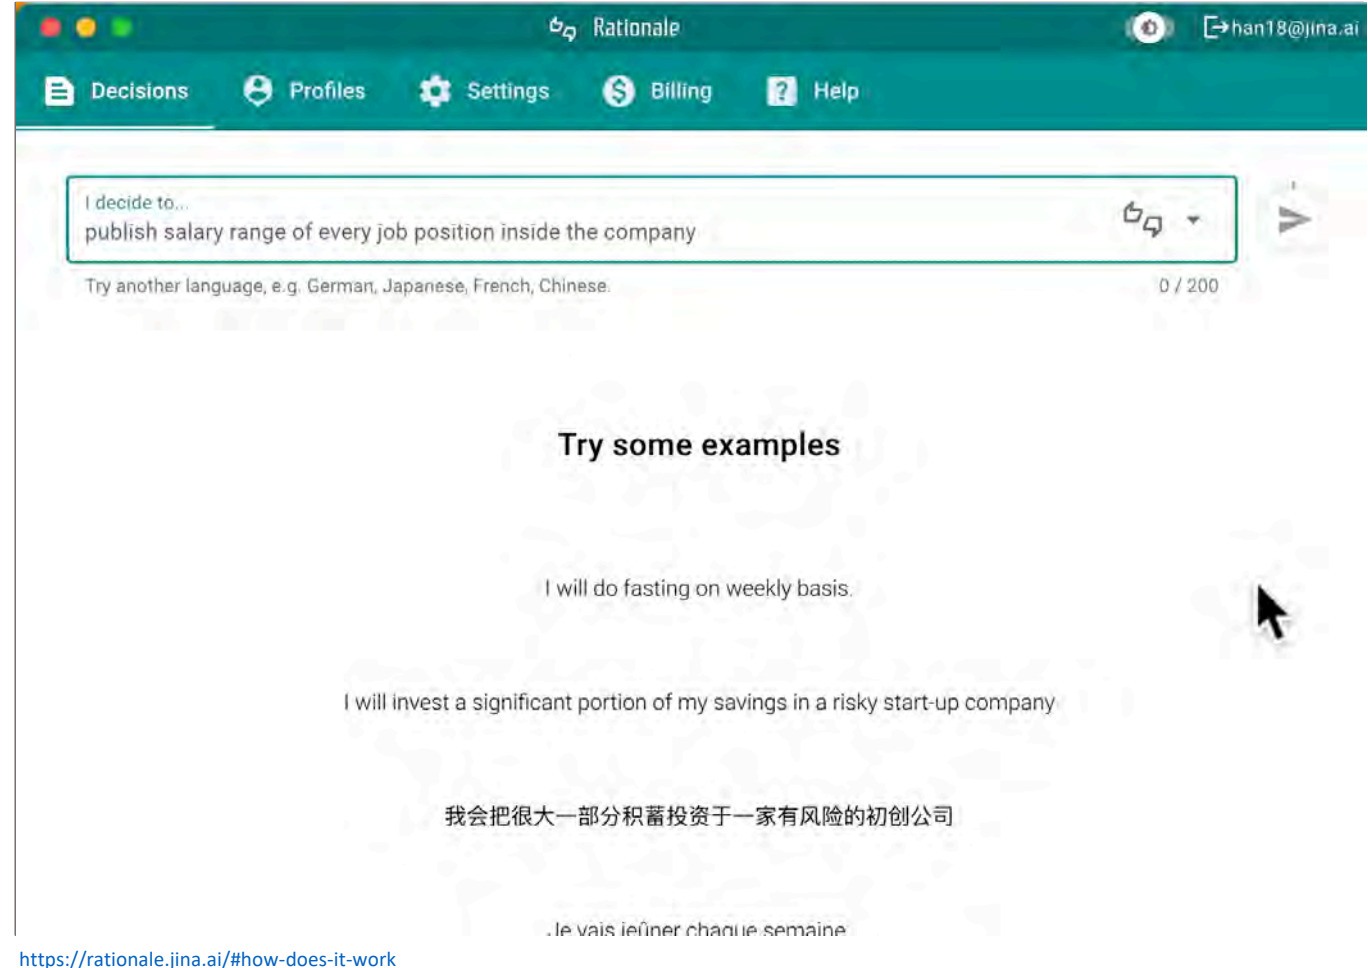 Rationale
han18@jina.ai
Decisions Profiles Settings Billing Help
I decide to...
publish salary range of every job position inside the company
Try another language, e.g. German, Japanese, French, Chinese. 0 / 200
Try some examples
I will do fasting on weekly basis.
I will invest a significant portion of my savings in a risky start-up company
我会把很大一部分积蓄投资于一家有风险的初创公司
Je vais jeûner chaque semaine
https://rationale.jina.ai/#how-does-it-work